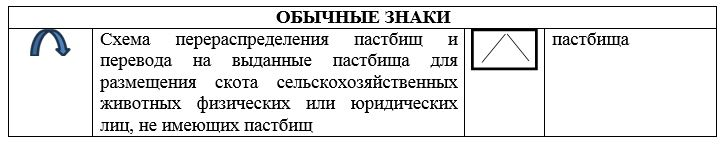 ОБЫЧНЫЕ ЗНАКИ
Схема перераспределения пастбищ и
перевода на выданные пастбища для
размещения скота сельскохозяйственных
животных физических или юридических
лиц, не имеющих пастбищ
пастбища